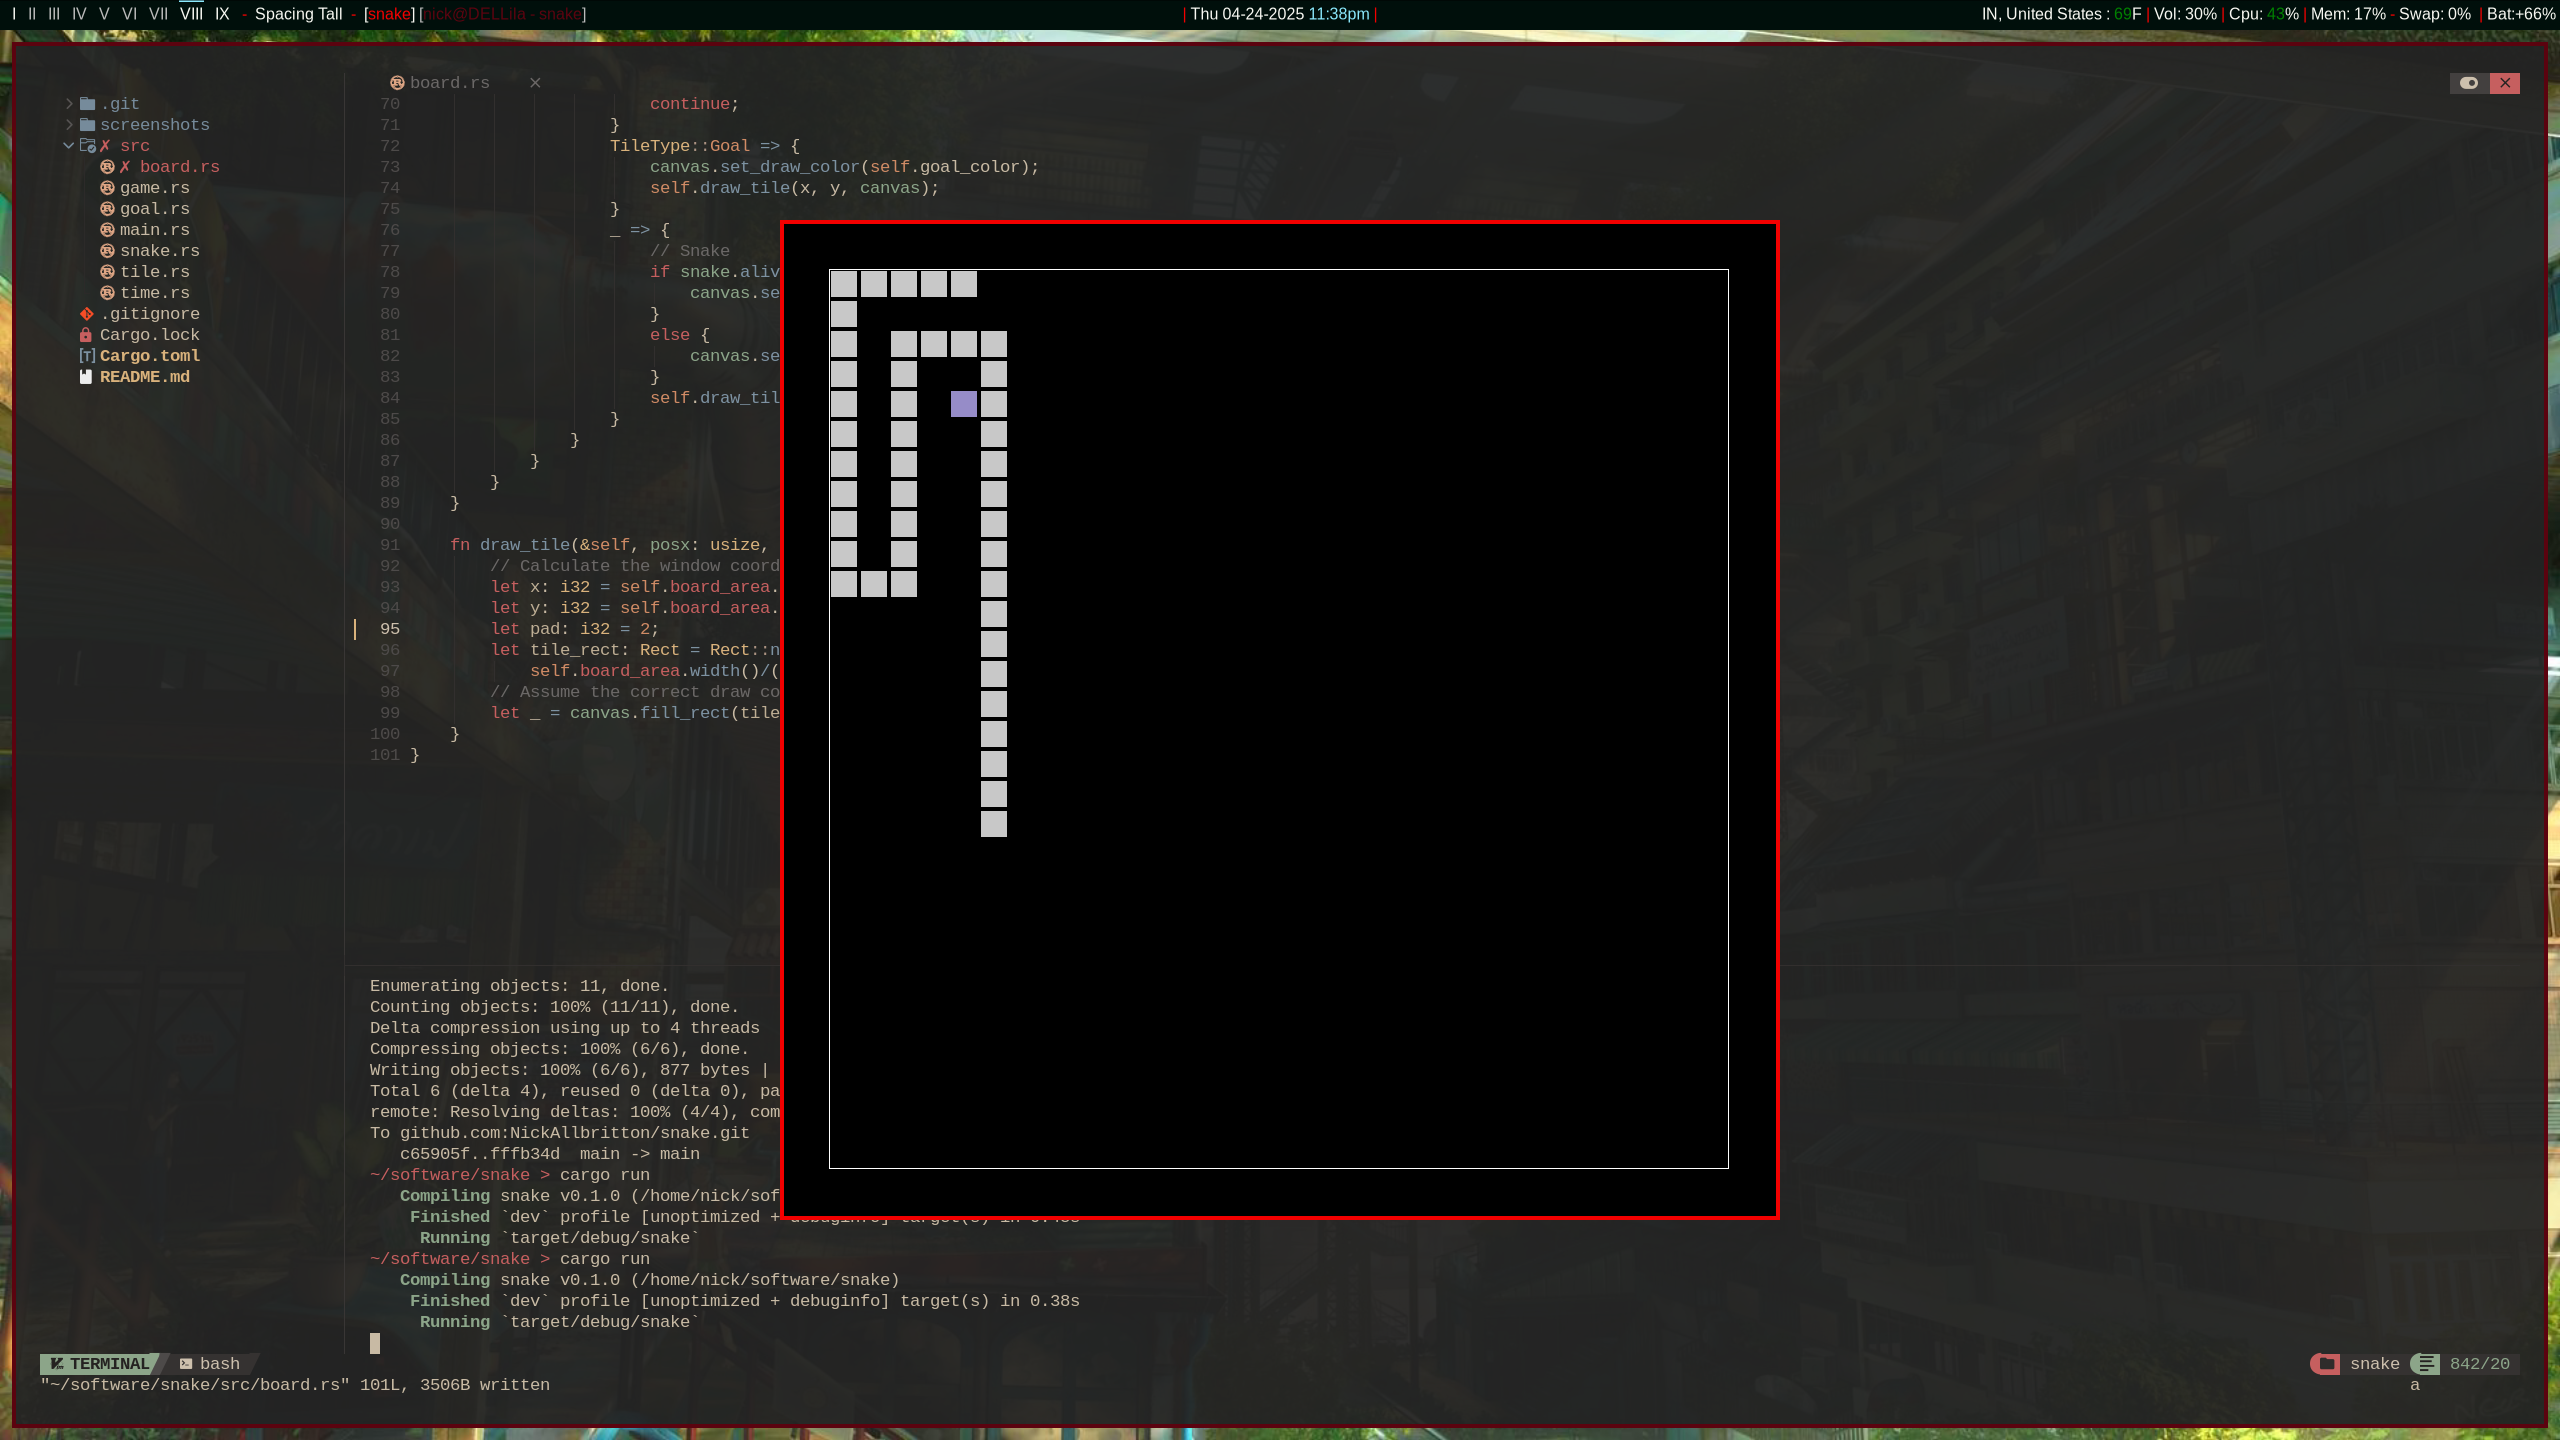 I II III IV V VI VII VIII IX - Spacing Tall - [snake] [nick@DELLila - snake]
| Thu 04-24-2025 11:38pm |
IN, United States : 69F | Vol: 30% | Cpu: 43% | Mem: 17% - Swap: 0% | Bat:+66%
.git
screenshots
✗ src
✗ board.rs
game.rs
goal.rs
main.rs
snake.rs
tile.rs
time.rs
.gitignore
Cargo.lock
[T] Cargo.toml
README.md
board.rs ×
70 continue;
71 }
72 TileType::Goal => {
73 canvas.set_draw_color(self.goal_color);
74 self.draw_tile(x, y, canvas);
75 }
76 _ => {
77 // Snake
78 if snake.aliv
79 canvas.se
80 }
81 else {
82 canvas.se
83 }
84 self.draw_til
85 }
86 }
87 }
88 }
89 }
90
91 fn draw_tile(&self, posx: usize,
92 // Calculate the window coord
93 let x: i32 = self.board_area.
94 let y: i32 = self.board_area.
95 let pad: i32 = 2;
96 let tile_rect: Rect = Rect::n
97 self.board_area.width()/(
98 // Assume the correct draw co
99 let _ = canvas.fill_rect(tile
100 }
101 }
Enumerating objects: 11, done.
Counting objects: 100% (11/11), done.
Delta compression using up to 4 threads
Compressing objects: 100% (6/6), done.
Writing objects: 100% (6/6), 877 bytes |
Total 6 (delta 4), reused 0 (delta 0), pa
remote: Resolving deltas: 100% (4/4), com
To github.com:NickAllbritton/snake.git
c65905f..fffb34d main -> main
~/software/snake > cargo run
Compiling snake v0.1.0 (/home/nick/sof
Finished `dev` profile [unoptimized +
Running `target/debug/snake`
~/software/snake > cargo run
Compiling snake v0.1.0 (/home/nick/software/snake)
Finished `dev` profile [unoptimized + debuginfo] target(s) in 0.38s
Running `target/debug/snake`
TERMINAL bash
snake 842/20
"~/software/snake/src/board.rs" 101L, 3506B written
a